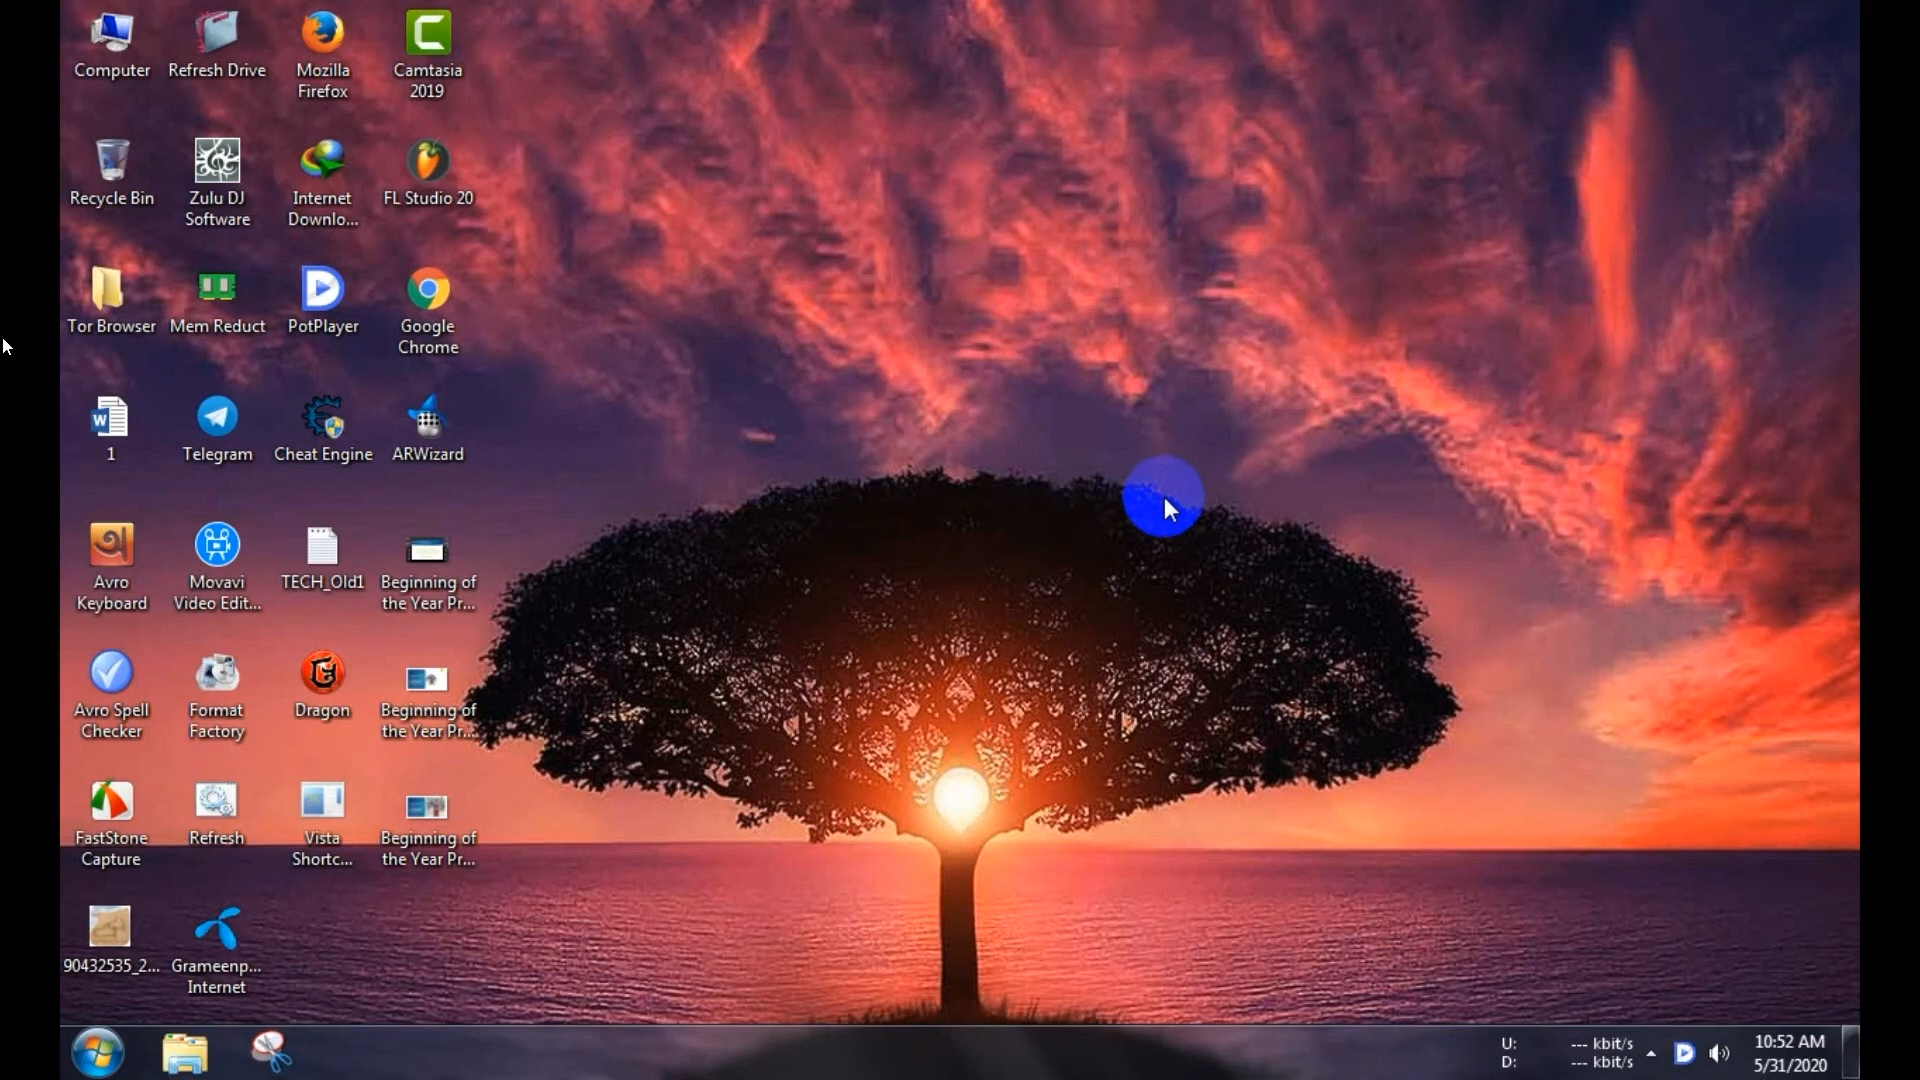 Computer
Refresh Drive
Mozilla
Firefox
Camtasia
2019
Recycle Bin
Zulu DJ
Software
Internet
Downlo...
FL Studio 20
Tor Browser
Mem Reduct
PotPlayer
Google
Chrome
1
Telegram
Cheat Engine
ARWizard
Avro
Keyboard
Movavi
Video Edit...
TECH_Old1
Beginning of
the Year Pr...
Avro Spell
Checker
Format
Factory
Dragon
Beginning of
the Year Pr...
FastStone
Capture
Refresh
Vista
Shortc...
Beginning of
the Year Pr...
90432535_2...
Grameenp...
Internet
U: --- kbit/s
D: --- kbit/s
10:52 AM
5/31/2020